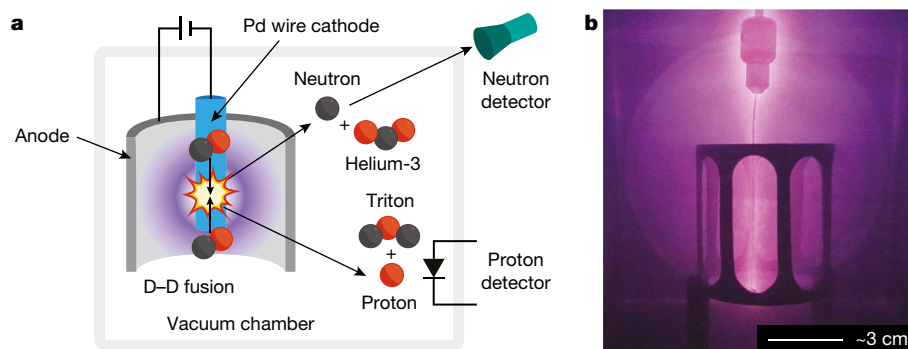 a
Pd wire cathode
Neutron
+
Helium-3
Neutron
detector
Anode
Triton
+
Proton
Proton
detector
D–D fusion
Vacuum chamber
b
~3 cm